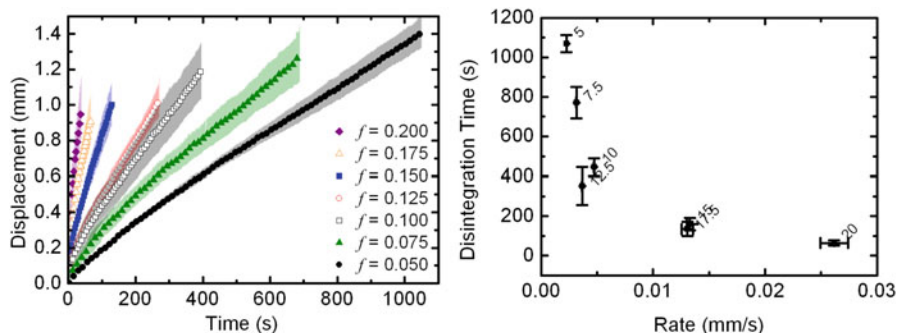 1.4
1.2
1.0
0.8
0.6
0.4
0.2
0.0
Displacement (mm)
f = 0.200
f = 0.175
f = 0.150
f = 0.125
f = 0.100
f = 0.075
f = 0.050
0 200 400 600 800 1000
Time (s)
1200
1000
800
600
400
200
0
Disintegration Time (s)
5
7.5
10
12.5
15
17.5
20
0.00 0.01 0.02 0.03
Rate (mm/s)